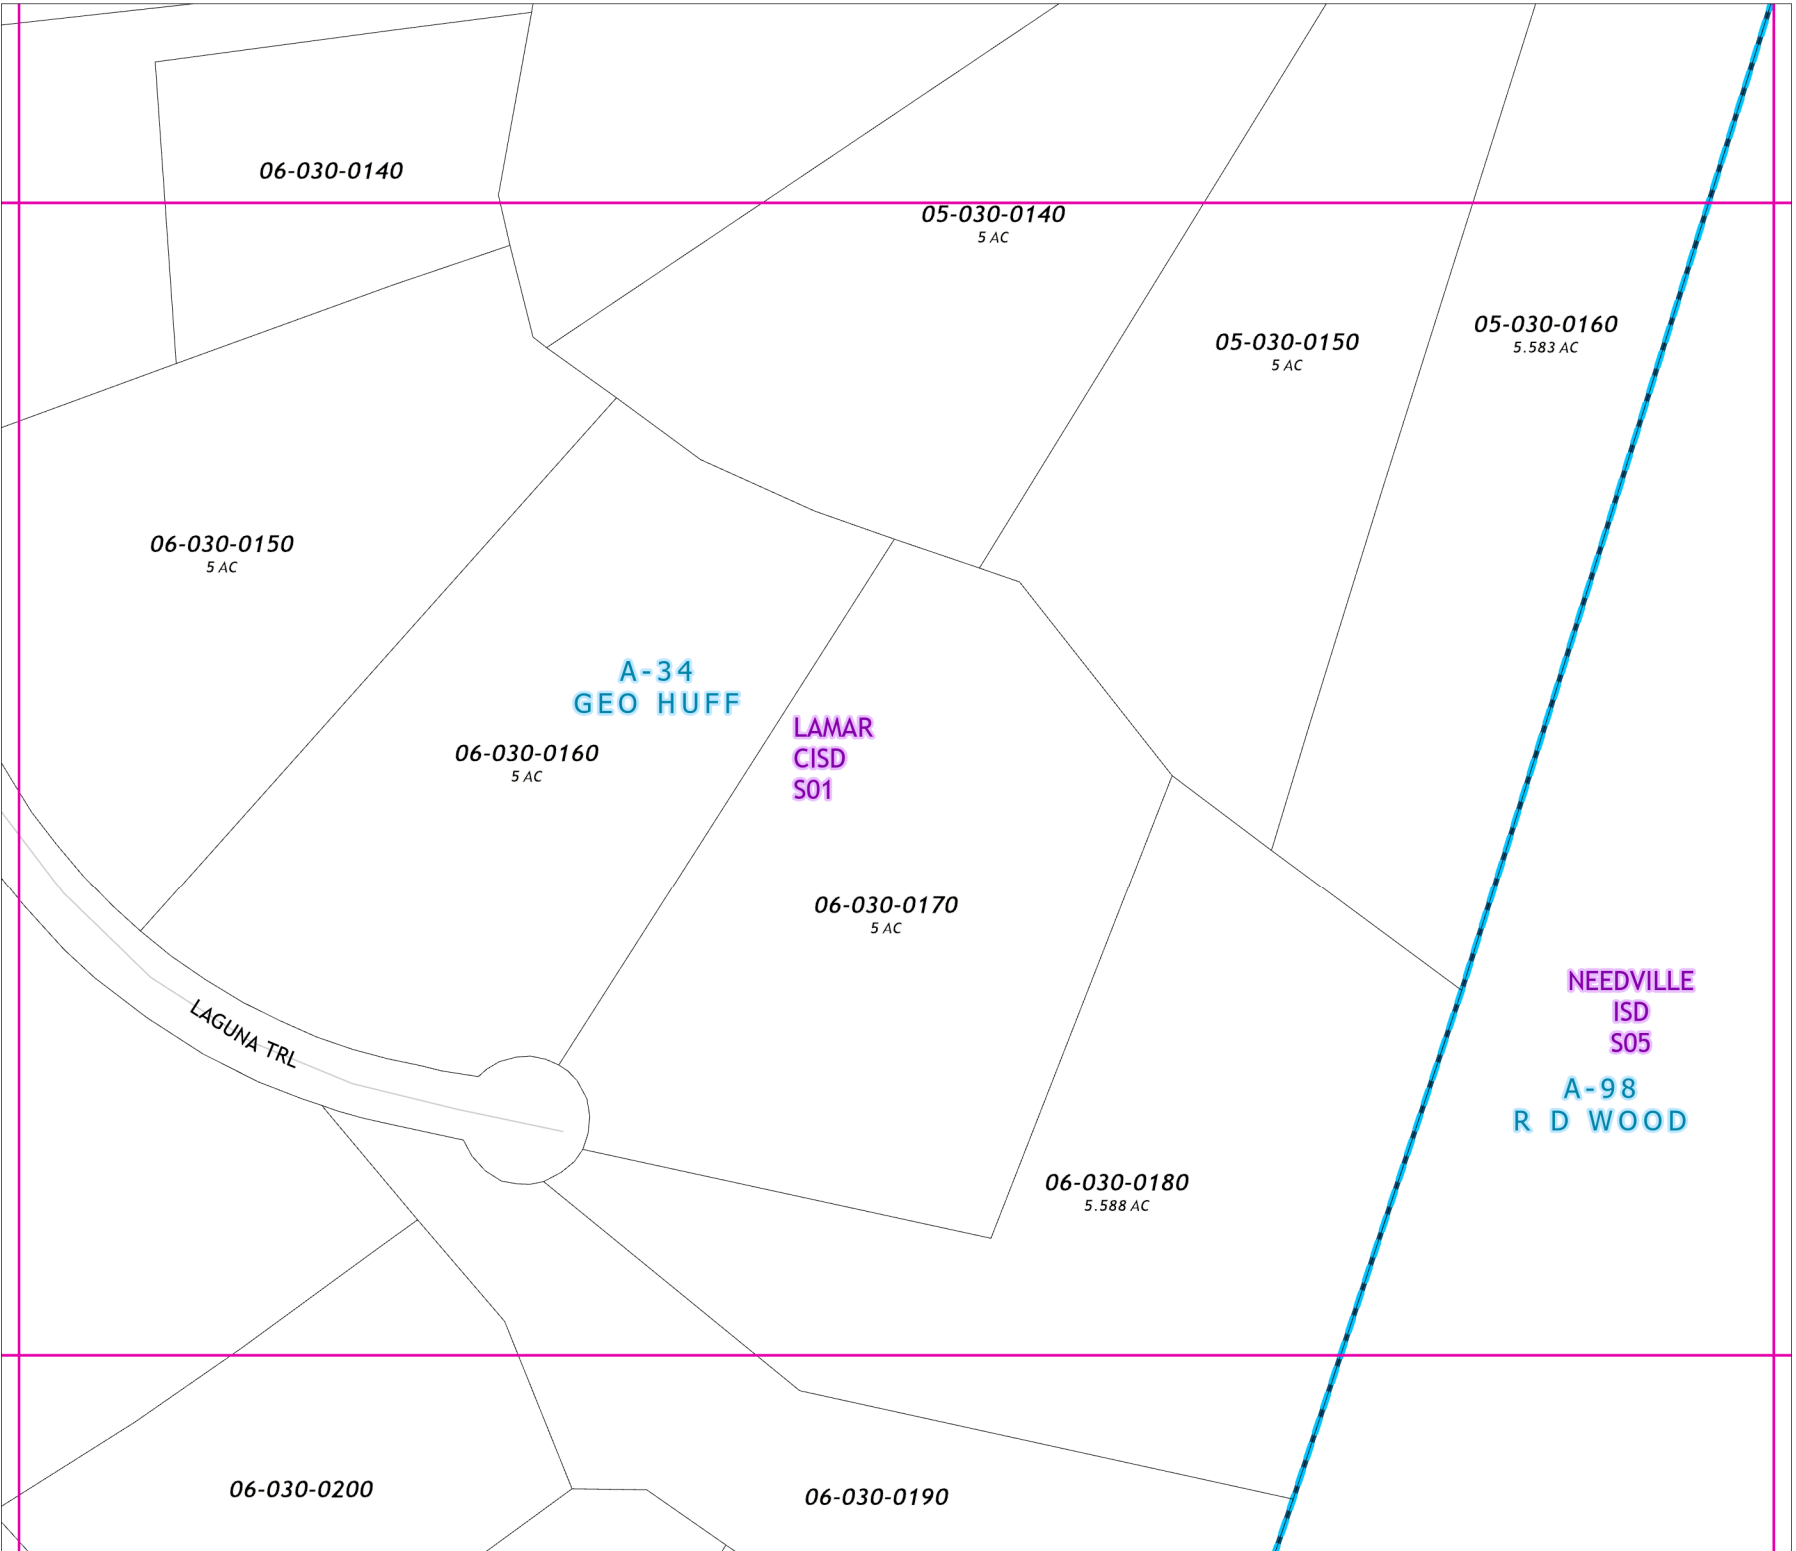 06-030-0140
05-030-0140
5 AC
05-030-0160
5.583 AC
05-030-0150
5 AC
06-030-0150
5 AC
A-34
GEO HUFF
LAMAR
CISD
S01
06-030-0160
5 AC
06-030-0170
5 AC
NEEDVILLE
ISD
S05
LAGUNA TRL
A-98
R D WOOD
06-030-0180
5.588 AC
06-030-0200
06-030-0190